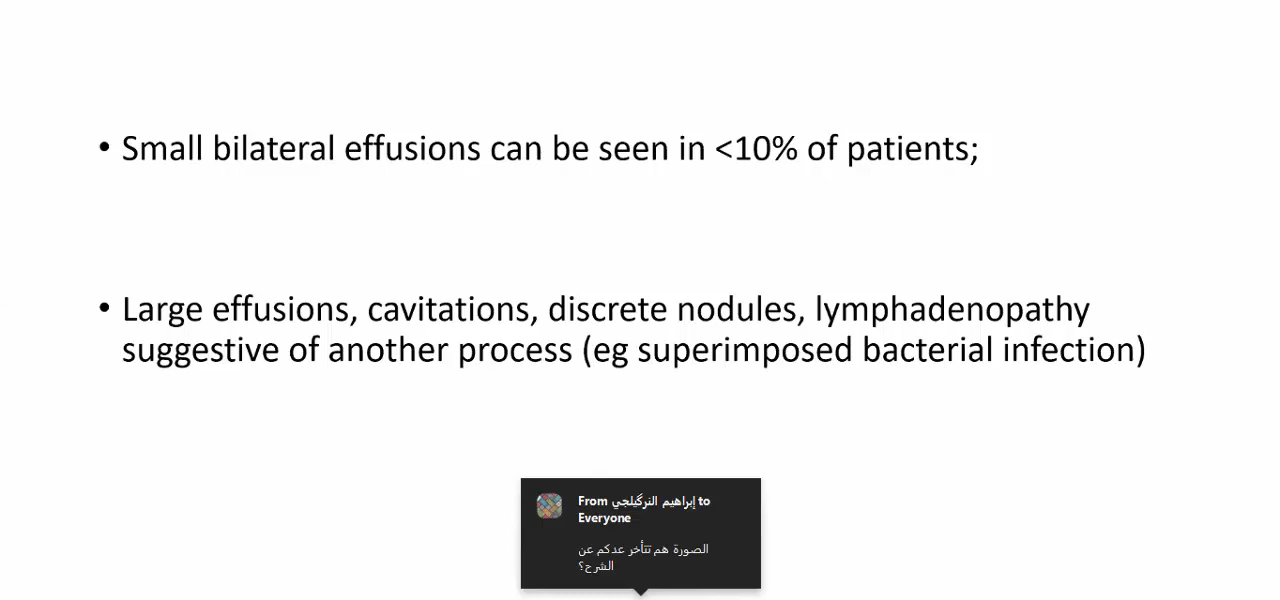 • Small bilateral effusions can be seen in <10% of patients;
• Large effusions, cavitations, discrete nodules, lymphadenopathy
suggestive of another process (eg superimposed bacterial infection)
From إبراهيم النرگيلجي to
Everyone
الصورة هم تتأخر عدكم عن
الشرح؟